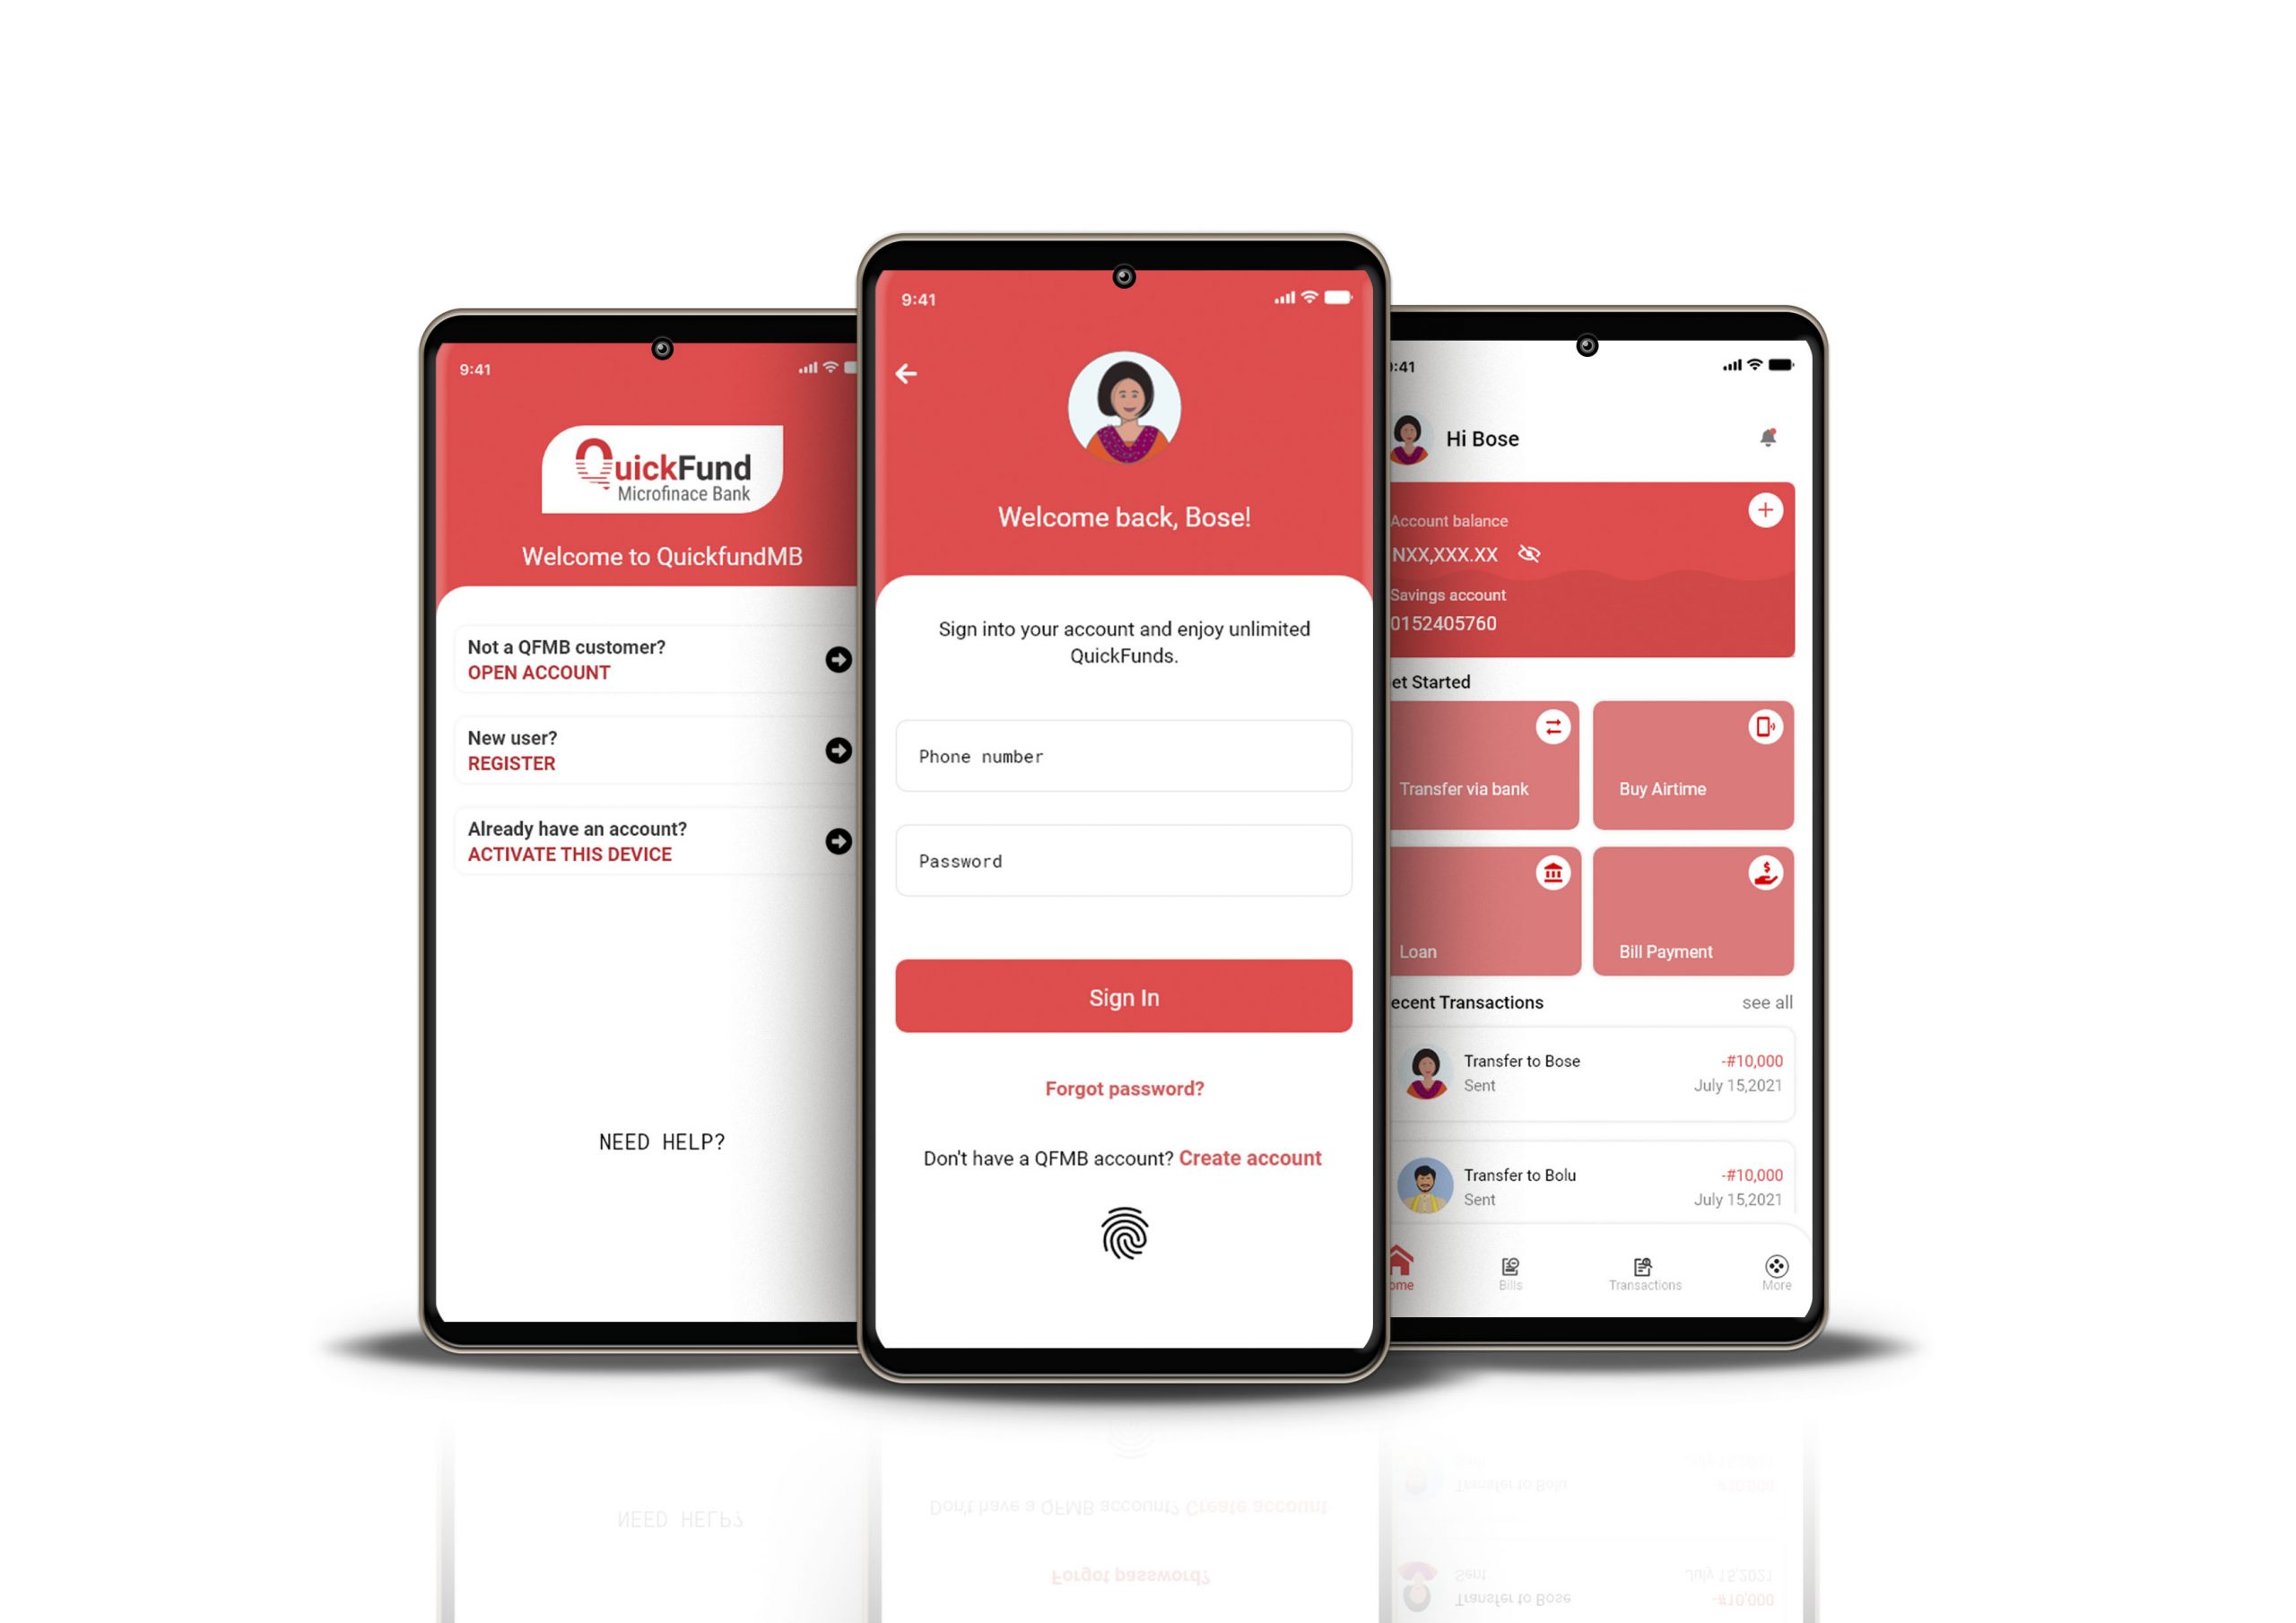 9:41
QuickFund
Microfinace Bank
Welcome to QuickfundMB
Not a QFMB customer?
OPEN ACCOUNT
New user?
REGISTER
Already have an account?
ACTIVATE THIS DEVICE
NEED HELP?
9:41
Welcome back, Bose!
Sign into your account and enjoy unlimited
QuickFunds.
Phone number
Password
Sign In
Forgot password?
Don't have a QFMB account? Create account
:41
Hi Bose
Account balance
NXX,XXX.XX
Savings account
0152405760
et Started
Transfer via bank
Buy Airtime
Loan
Bill Payment
ecent Transactions see all
Transfer to Bose -#10,000
Sent July 15,2021
Transfer to Bolu -#10,000
Sent July 15,2021
ome Bills Transactions More